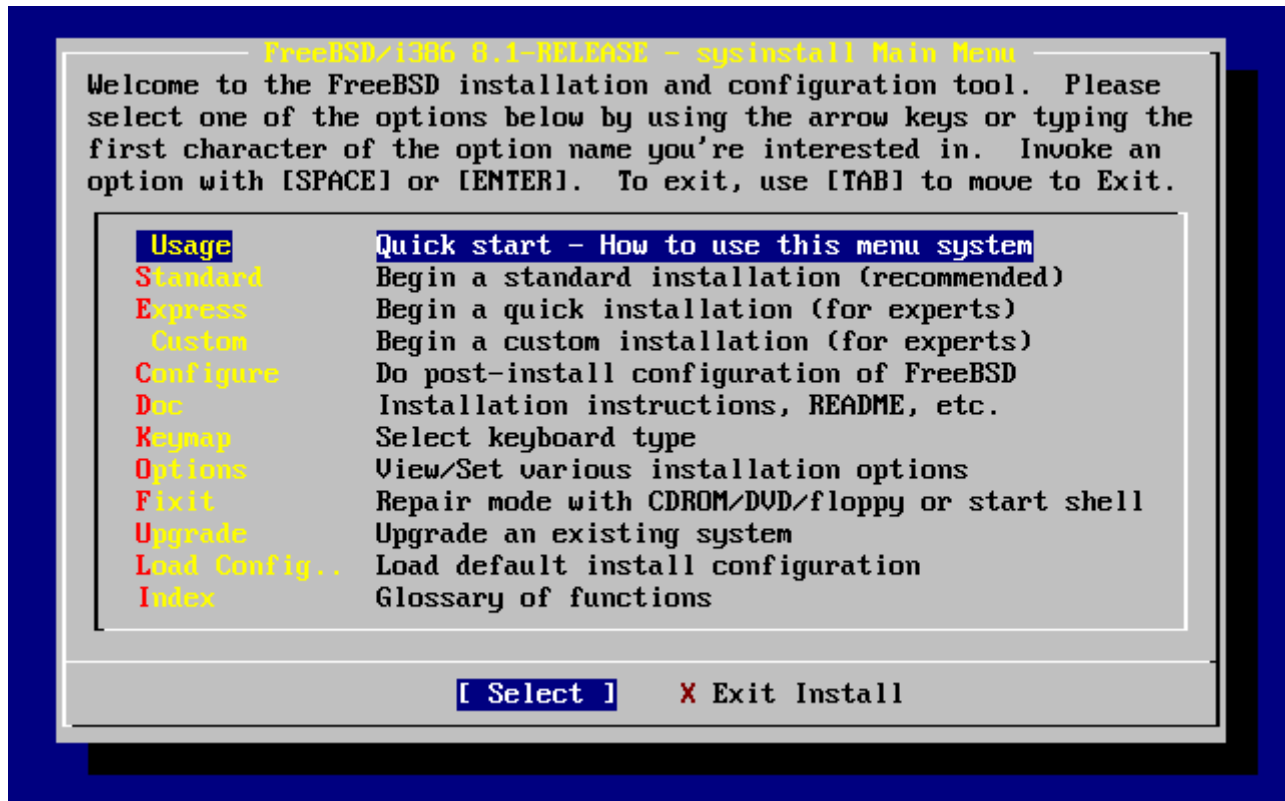 FreeBSD/i386 8.1-RELEASE - sysinstall Main Menu
Welcome to the FreeBSD installation and configuration tool.  Please
select one of the options below by using the arrow keys or typing the
first character of the option name you're interested in.  Invoke an
option with [SPACE] or [ENTER].  To exit, use [TAB] to move to Exit.
Usage Quick start - How to use this menu system
Standard Begin a standard installation (recommended)
Express Begin a quick installation (for experts)
Custom Begin a custom installation (for experts)
Configure Do post-install configuration of FreeBSD
Doc Installation instructions, README, etc.
Keymap Select keyboard type
Options View/Set various installation options
Fixit Repair mode with CDROM/DVD/floppy or start shell
Upgrade Upgrade an existing system
Load Config.. Load default install configuration
Index Glossary of functions
[ Select ] X Exit Install